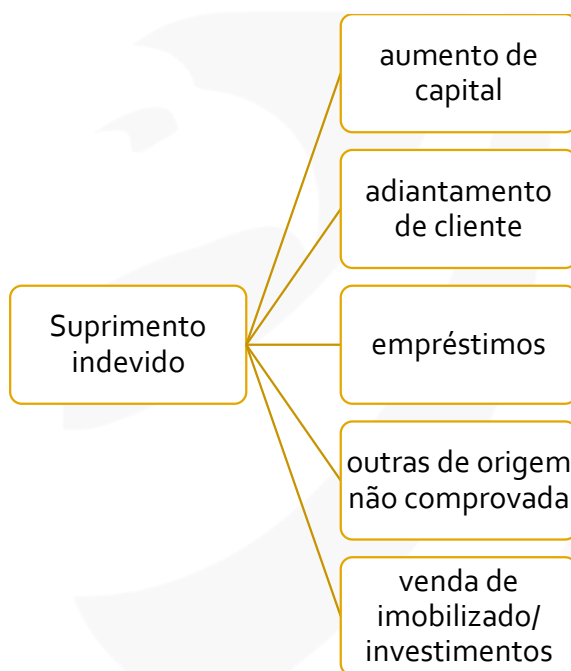 aumento de
capital
adiantamento
de cliente
Suprimento
indevido
empréstimos
outras de origem
não comprovada
venda de
imobilizado/
investimentos